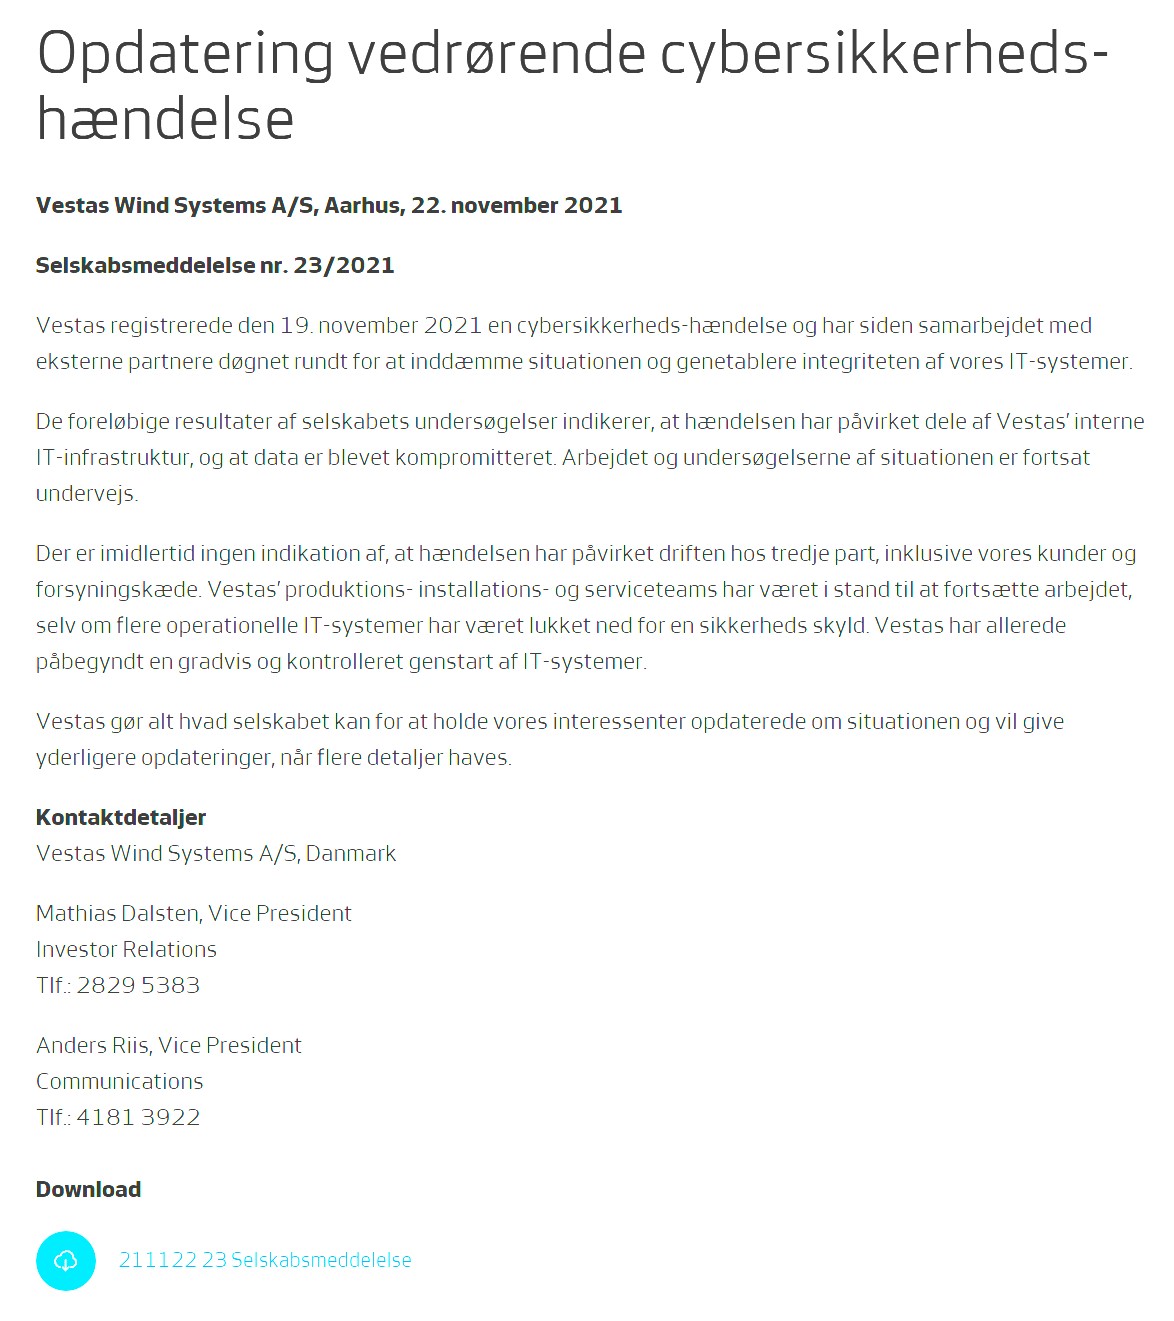 Opdatering vedrørende cybersikkerheds-
hændelse
Vestas Wind Systems A/S, Aarhus, 22. november 2021
Selskabsmeddelelse nr. 23/2021
Vestas registrerede den 19. november 2021 en cybersikkerheds-hændelse og har siden samarbejdet med
eksterne partnere døgnet rundt for at inddæmme situationen og genetablere integriteten af vores IT-systemer.
De foreløbige resultater af selskabets undersøgelser indikerer, at hændelsen har påvirket dele af Vestas’ interne
IT-infrastruktur, og at data er blevet kompromitteret. Arbejdet og undersøgelserne af situationen er fortsat
undervejs.
Der er imidlertid ingen indikation af, at hændelsen har påvirket driften hos tredje part, inklusive vores kunder og
forsyningskæde. Vestas’ produktions- installations- og serviceteams har været i stand til at fortsætte arbejdet,
selv om flere operationelle IT-systemer har været lukket ned for en sikkerheds skyld. Vestas har allerede
påbegyndt en gradvis og kontrolleret genstart af IT-systemer.
Vestas gør alt hvad selskabet kan for at holde vores interessenter opdaterede om situationen og vil give
yderligere opdateringer, når flere detaljer haves.
Kontaktdetaljer
Vestas Wind Systems A/S, Danmark
Mathias Dalsten, Vice President
Investor Relations
Tlf.: 2829 5383
Anders Riis, Vice President
Communications
Tlf.: 4181 3922
Download
211122 23 Selskabsmeddelelse